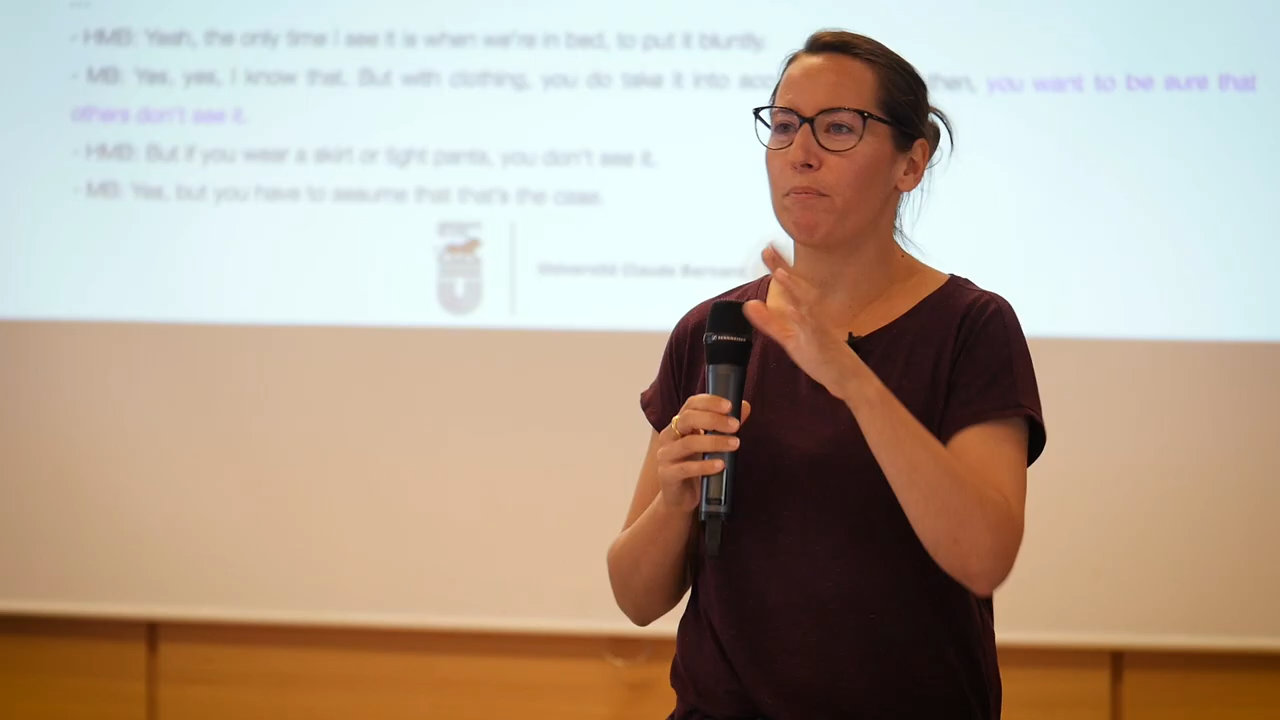 ...
- HMB: Yeah, the only time I see it is when we're in bed, to put it bluntly.
- MB: Yes, yes, I know that. But with clothing, you do take it into acc then, you want to be sure that
others don't see it.
- HMB: But if you wear a skirt or tight pants, you don't see it.
- MB: Yes, but you have to assume that that's the case.
Université Claude Bernard
SENNHEISER